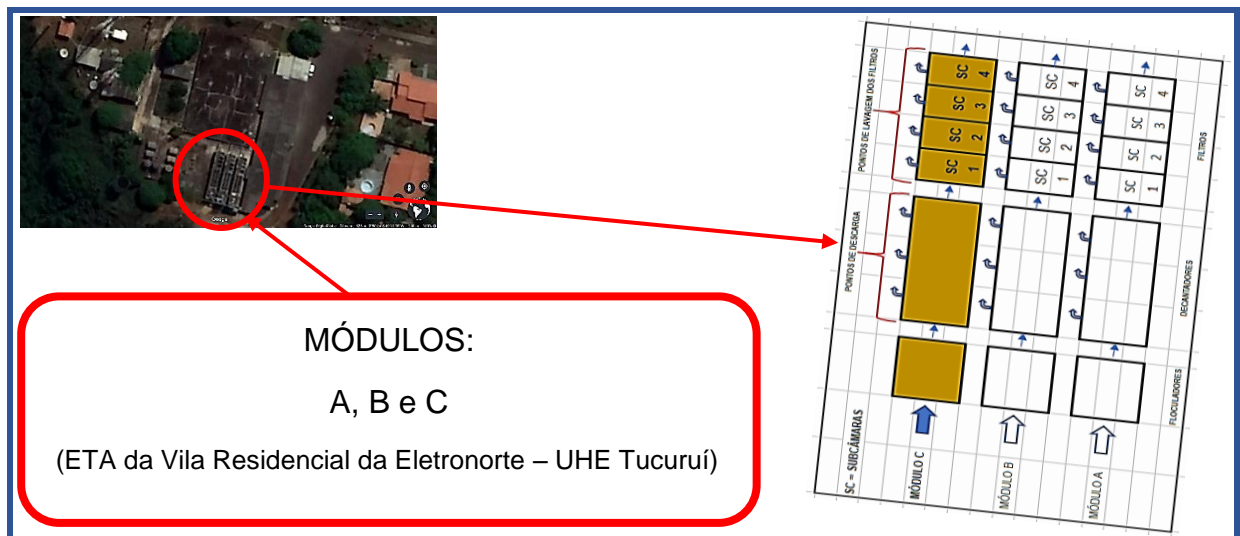 Google
MÓDULOS:
A, B e C
(ETA da Vila Residencial da Eletronorte – UHE Tucuruí)
PONTOS DE DESCARGA
PONTOS DE LAVAGEM DOS FILTROS
SC = SUBCÂMARAS
MÓDULO C
SC 1
SC 2
SC 3
SC 4
MÓDULO B
SC 1
SC 2
SC 3
SC 4
MÓDULO A
SC 1
SC 2
SC 3
SC 4
FLOCULADORES
DECANTADORES
FILTROS